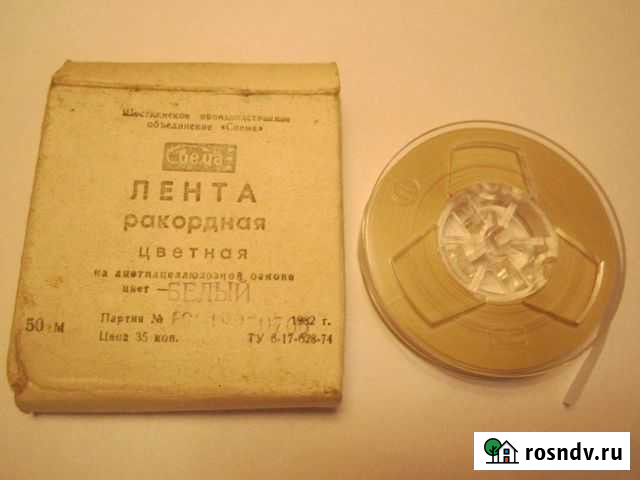 Шосткинское производственное
объединение «Свема»
Свема
ЛЕНТА
ракордная
цветная
на диетилцеллюлозной основе
цвет — БЕЛЫЙ
50 м
Партия № 1982 г.
Цена 35 коп. ТУ 6-17-628-74
rosndv.ru